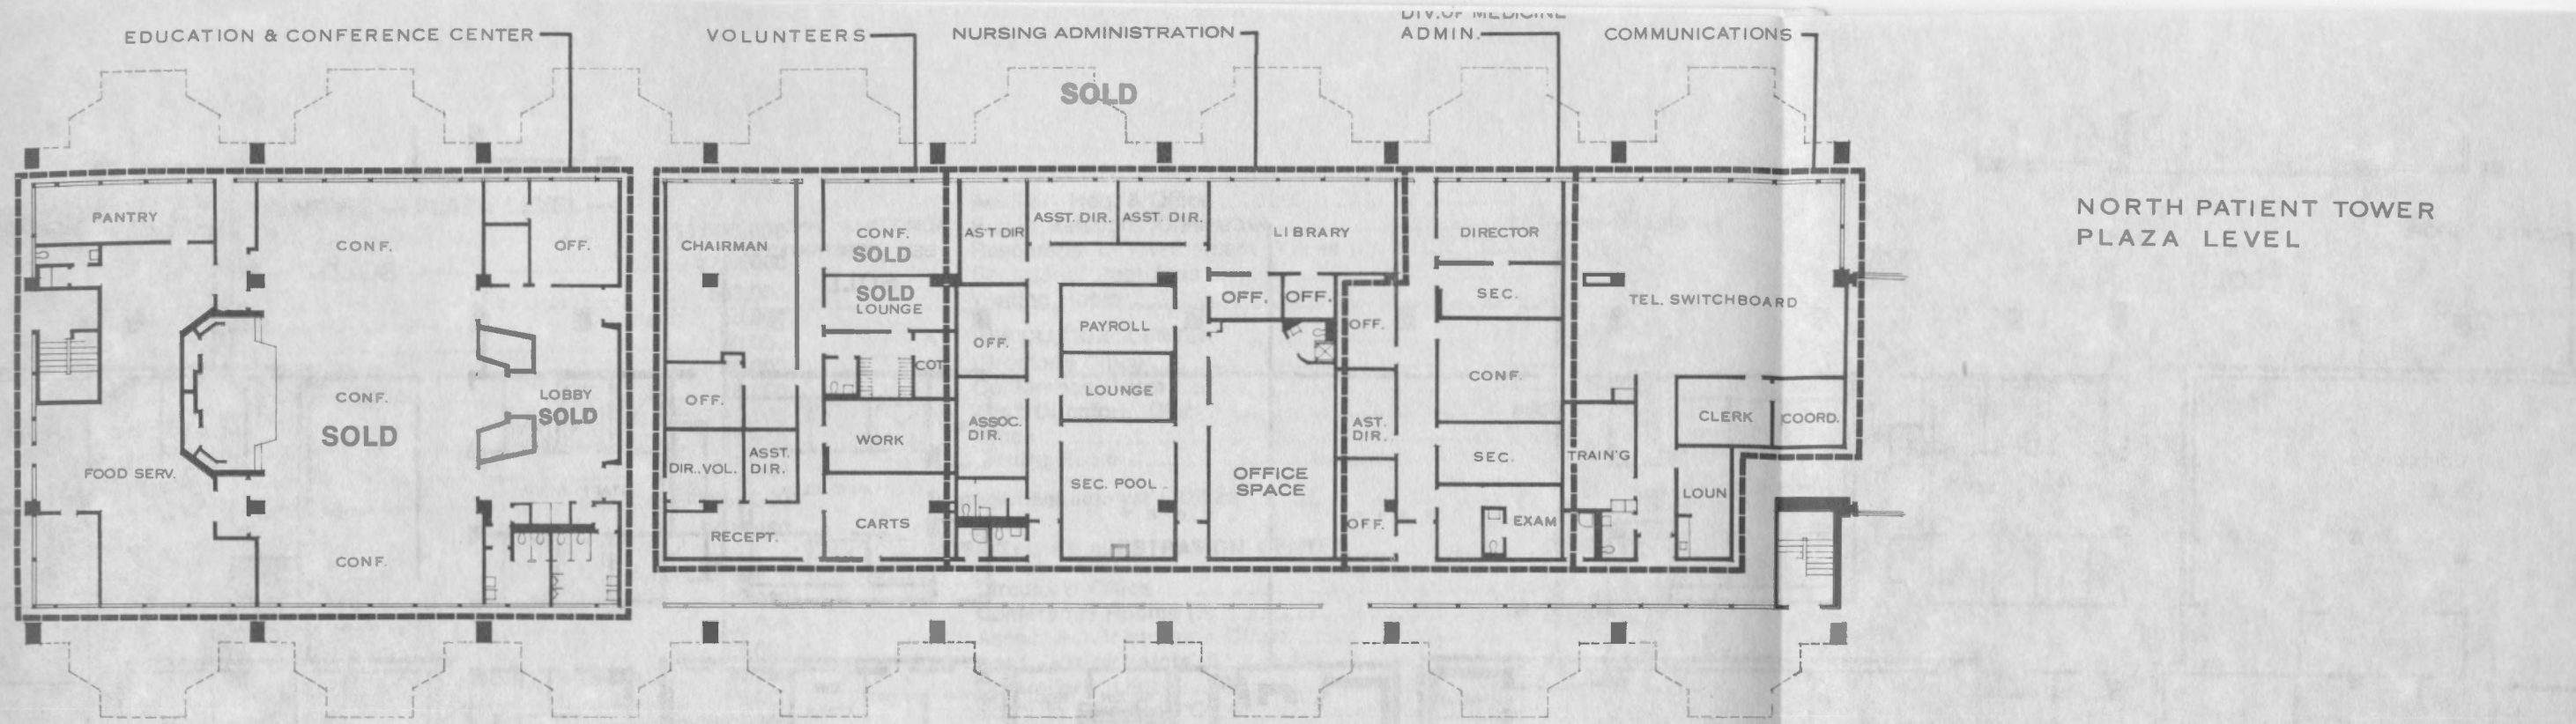 EDUCATION & CONFERENCE CENTER
VOLUNTEERS
NURSING ADMINISTRATION
DIV. OF MEDICINE
ADMIN.
COMMUNICATIONS
SOLD
NORTH PATIENT TOWER
PLAZA LEVEL
PANTRY
CONF.
OFF.
CONF.
SOLD
LOBBY
SOLD
FOOD SERV.
CONF.
CHAIRMAN
CONF.
SOLD
SOLD
LOUNGE
COT
OFF.
WORK
DIR. VOL.
ASST.
DIR.
CARTS
RECEPT.
AST DIR
ASST. DIR.
ASST. DIR.
LIBRARY
OFF.
OFF.
OFF.
PAYROLL
LOUNGE
ASSOC.
DIR.
SEC. POOL
OFFICE
SPACE
OFF.
AST.
DIR.
OFF.
DIRECTOR
SEC.
CONF.
SEC.
EXAM
TEL. SWITCHBOARD
CLERK
COORD.
TRAIN'G
LOUN